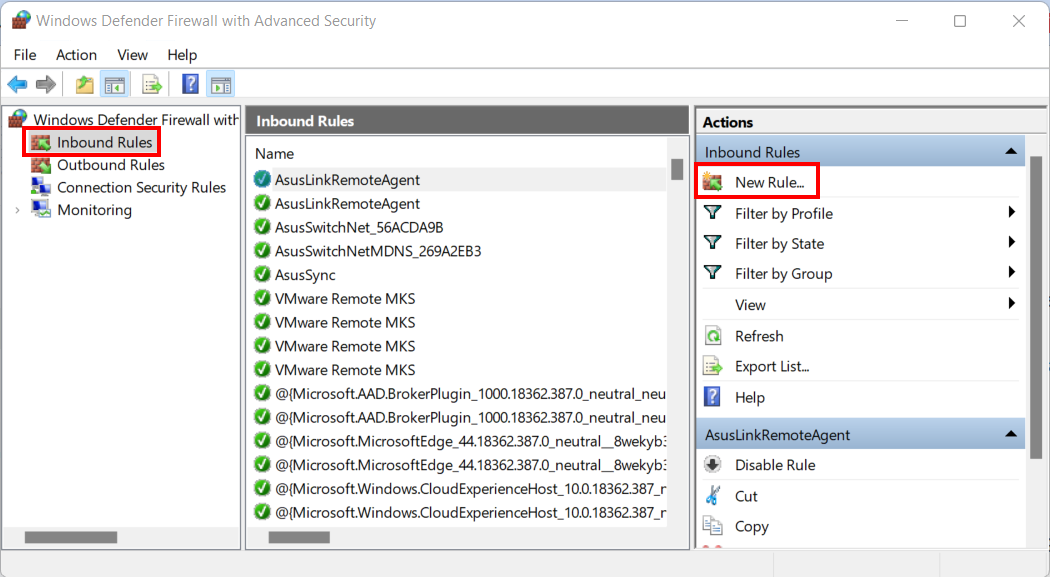 Windows Defender Firewall with Advanced Security
File Action View Help
Windows Defender Firewall with
Inbound Rules
Outbound Rules
Connection Security Rules
Monitoring
Inbound Rules
Name
AsusLinkRemoteAgent
AsusLinkRemoteAgent
AsusSwitchNet_56ACDA9B
AsusSwitchNetMDNS_269A2EB3
AsusSync
VMware Remote MKS
VMware Remote MKS
VMware Remote MKS
VMware Remote MKS
@{Microsoft.AAD.BrokerPlugin_1000.18362.387.0_neutral_neu
@{Microsoft.AAD.BrokerPlugin_1000.18362.387.0_neutral_neu
@{Microsoft.MicrosoftEdge_44.18362.387.0_neutral__8wekyb3
@{Microsoft.MicrosoftEdge_44.18362.387.0_neutral__8wekyb3
@{Microsoft.Windows.CloudExperienceHost_10.0.18362.387_n
@{Microsoft.Windows.CloudExperienceHost_10.0.18362.387_n
Actions
Inbound Rules
New Rule...
Filter by Profile
Filter by State
Filter by Group
View
Refresh
Export List...
Help
AsusLinkRemoteAgent
Disable Rule
Cut
Copy